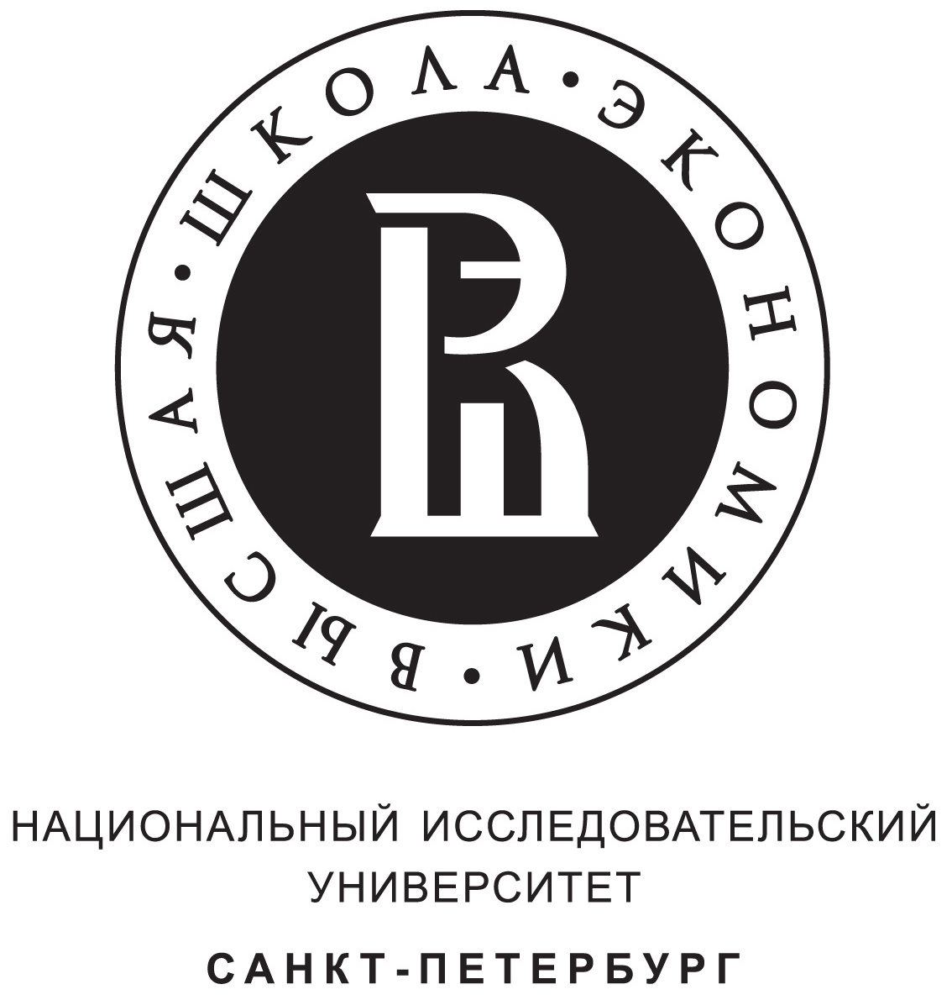 ВЫСШАЯ • ШКОЛА • ЭКОНОМИКИ •
НАЦИОНАЛЬНЫЙ ИССЛЕДОВАТЕЛЬСКИЙ
УНИВЕРСИТЕТ
САНКТ-ПЕТЕРБУРГ